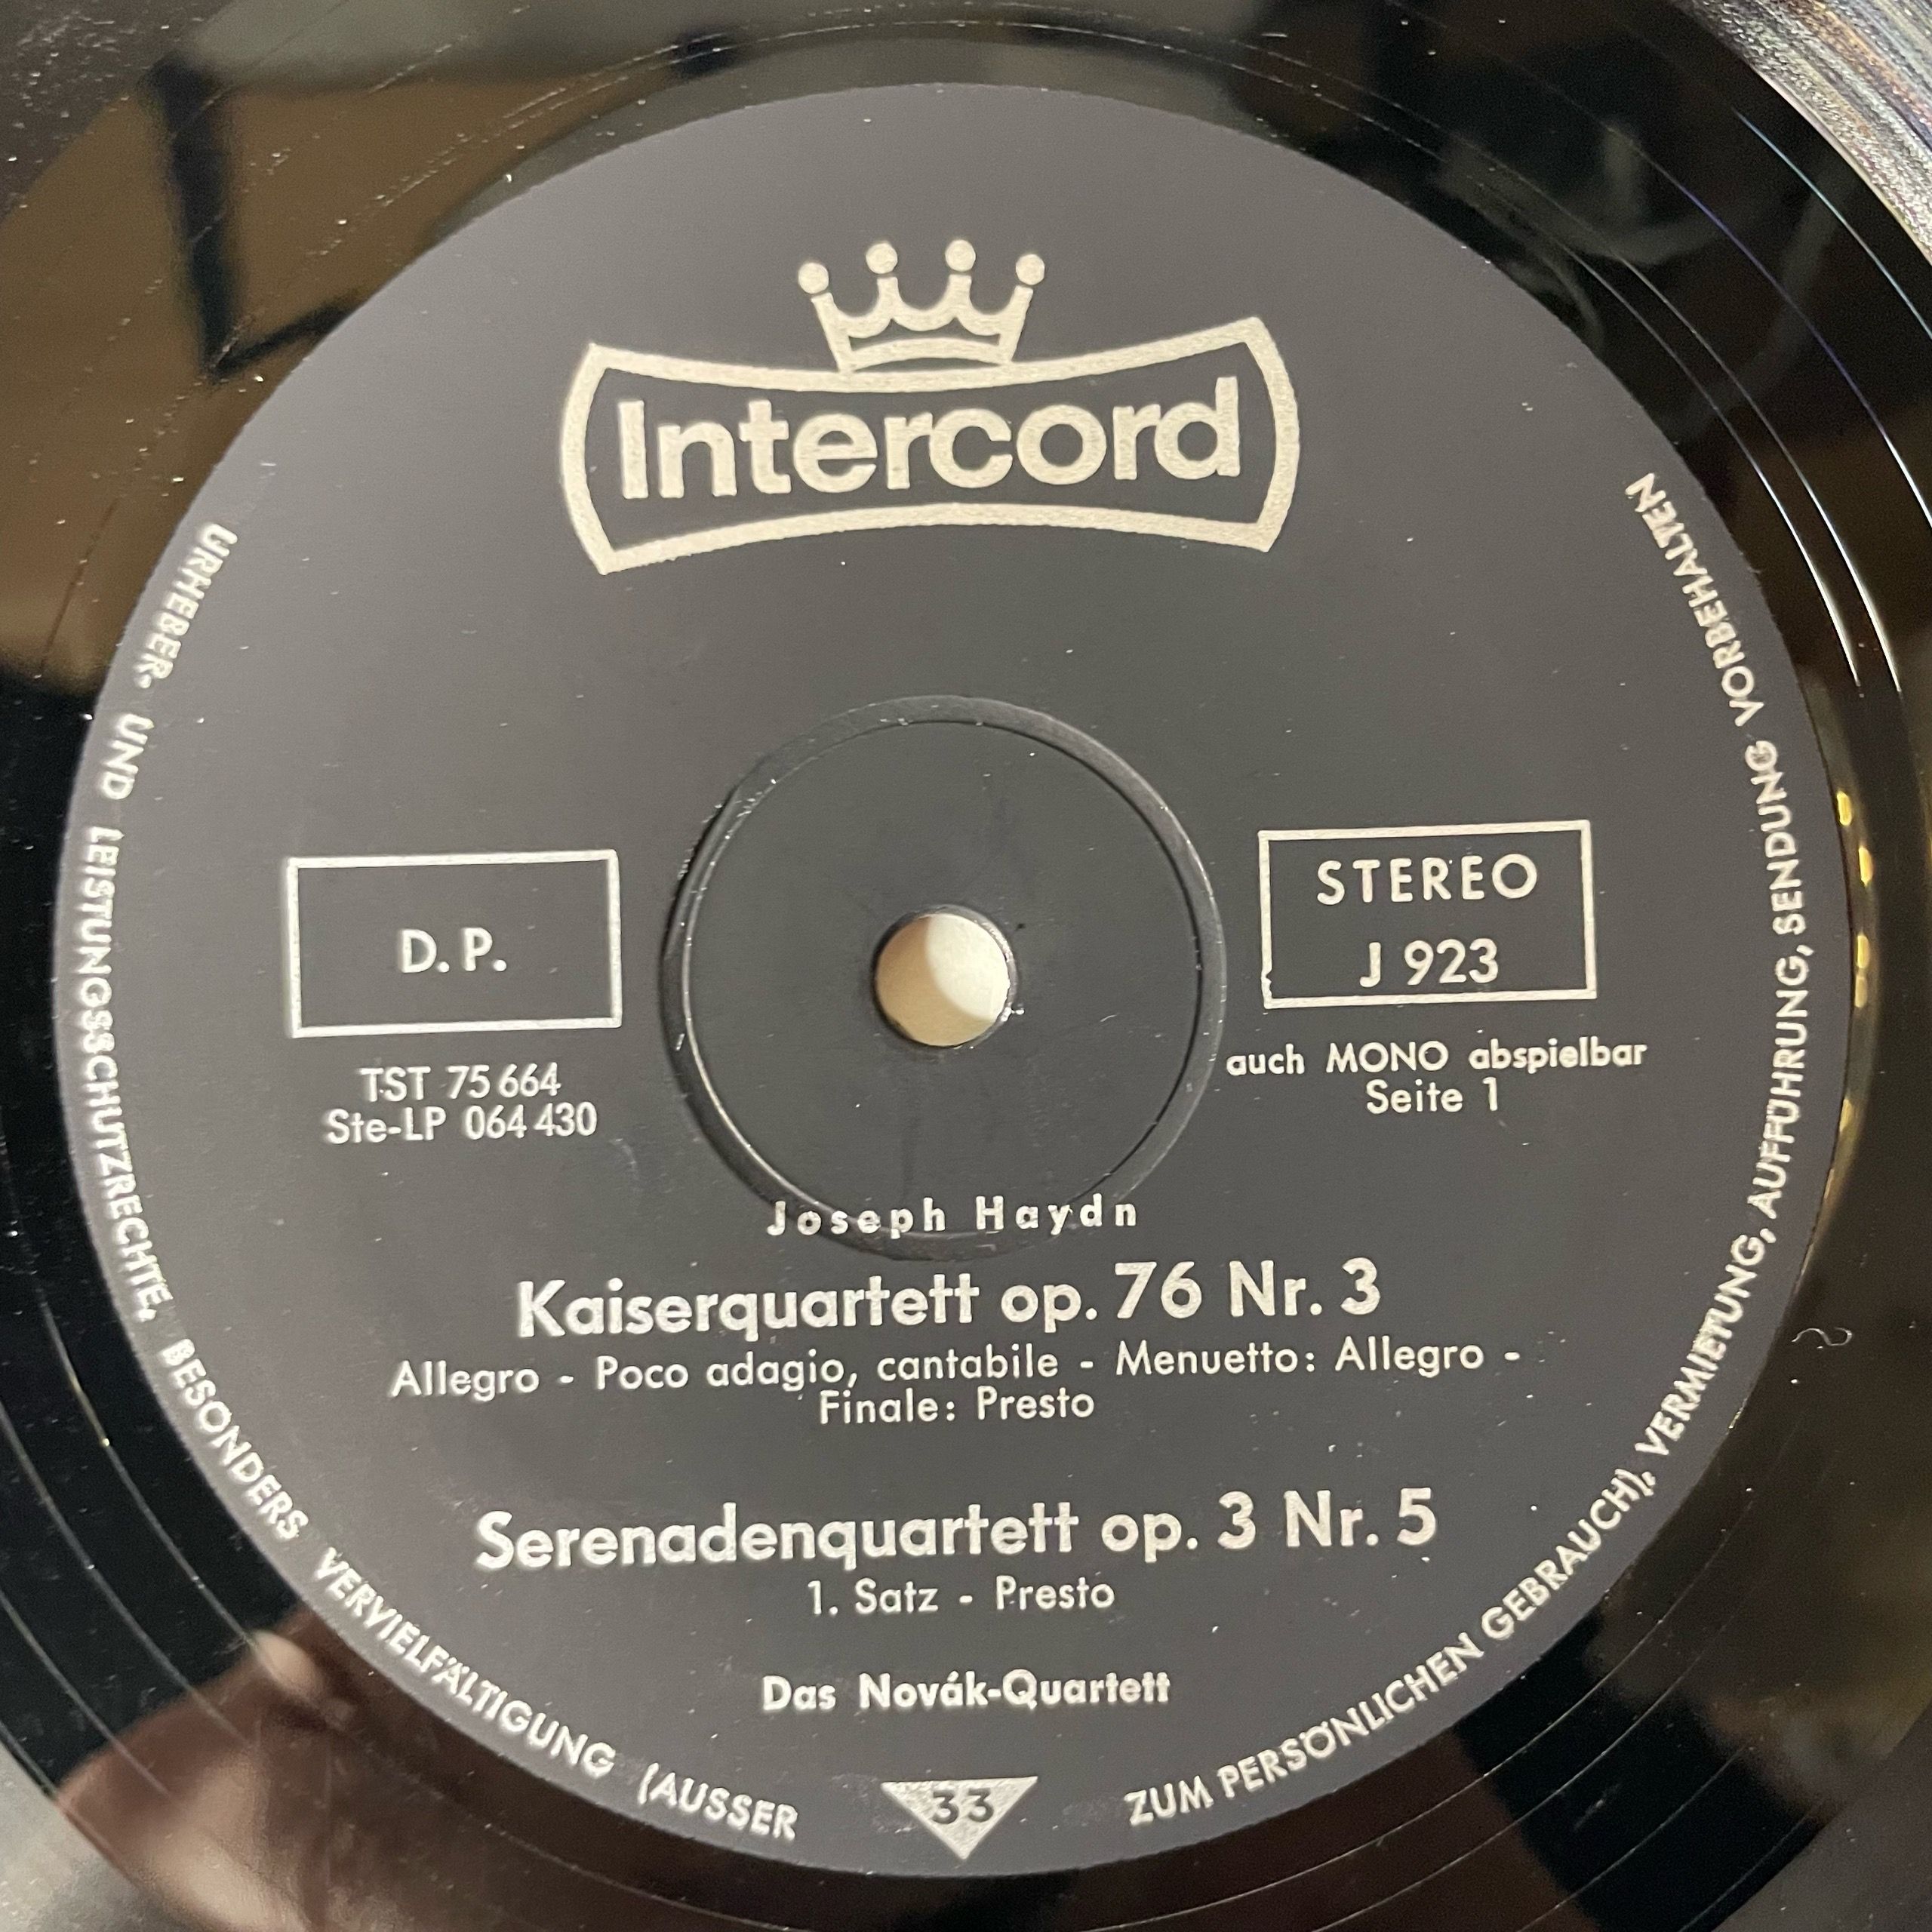 Intercord
D. P.
TST 75 664
Ste-LP 064 430
STEREO
J 923
auch MONO abspielbar
Seite 1
Joseph Haydn
Kaiserquartett op. 76 Nr. 3
Allegro - Poco adagio, cantabile - Menuetto: Allegro -
Finale: Presto
Serenadenquartett op. 3 Nr. 5
1. Satz - Presto
Das Novák-Quartett
33
URHEBER- UND LEISTUNGSSCHUTZRECHTE, BESONDERS VERVIELFÄLTIGUNG (AUSSER ZUM PERSÖNLICHEN GEBRAUCH), VERMIETUNG, AUFFÜHRUNG, SENDUNG VORBEHALTEN